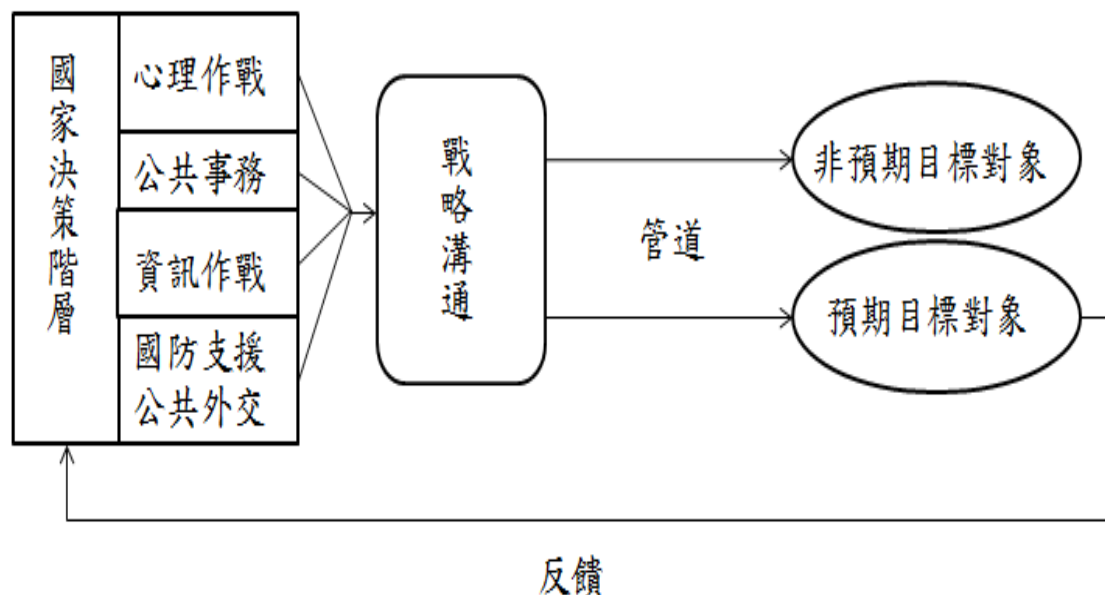 國家決策階層
心理作戰
公共事務
資訊作戰
國防支援
公共外交
戰略溝通
非預期目標對象
管道
預期目標對象
反饋